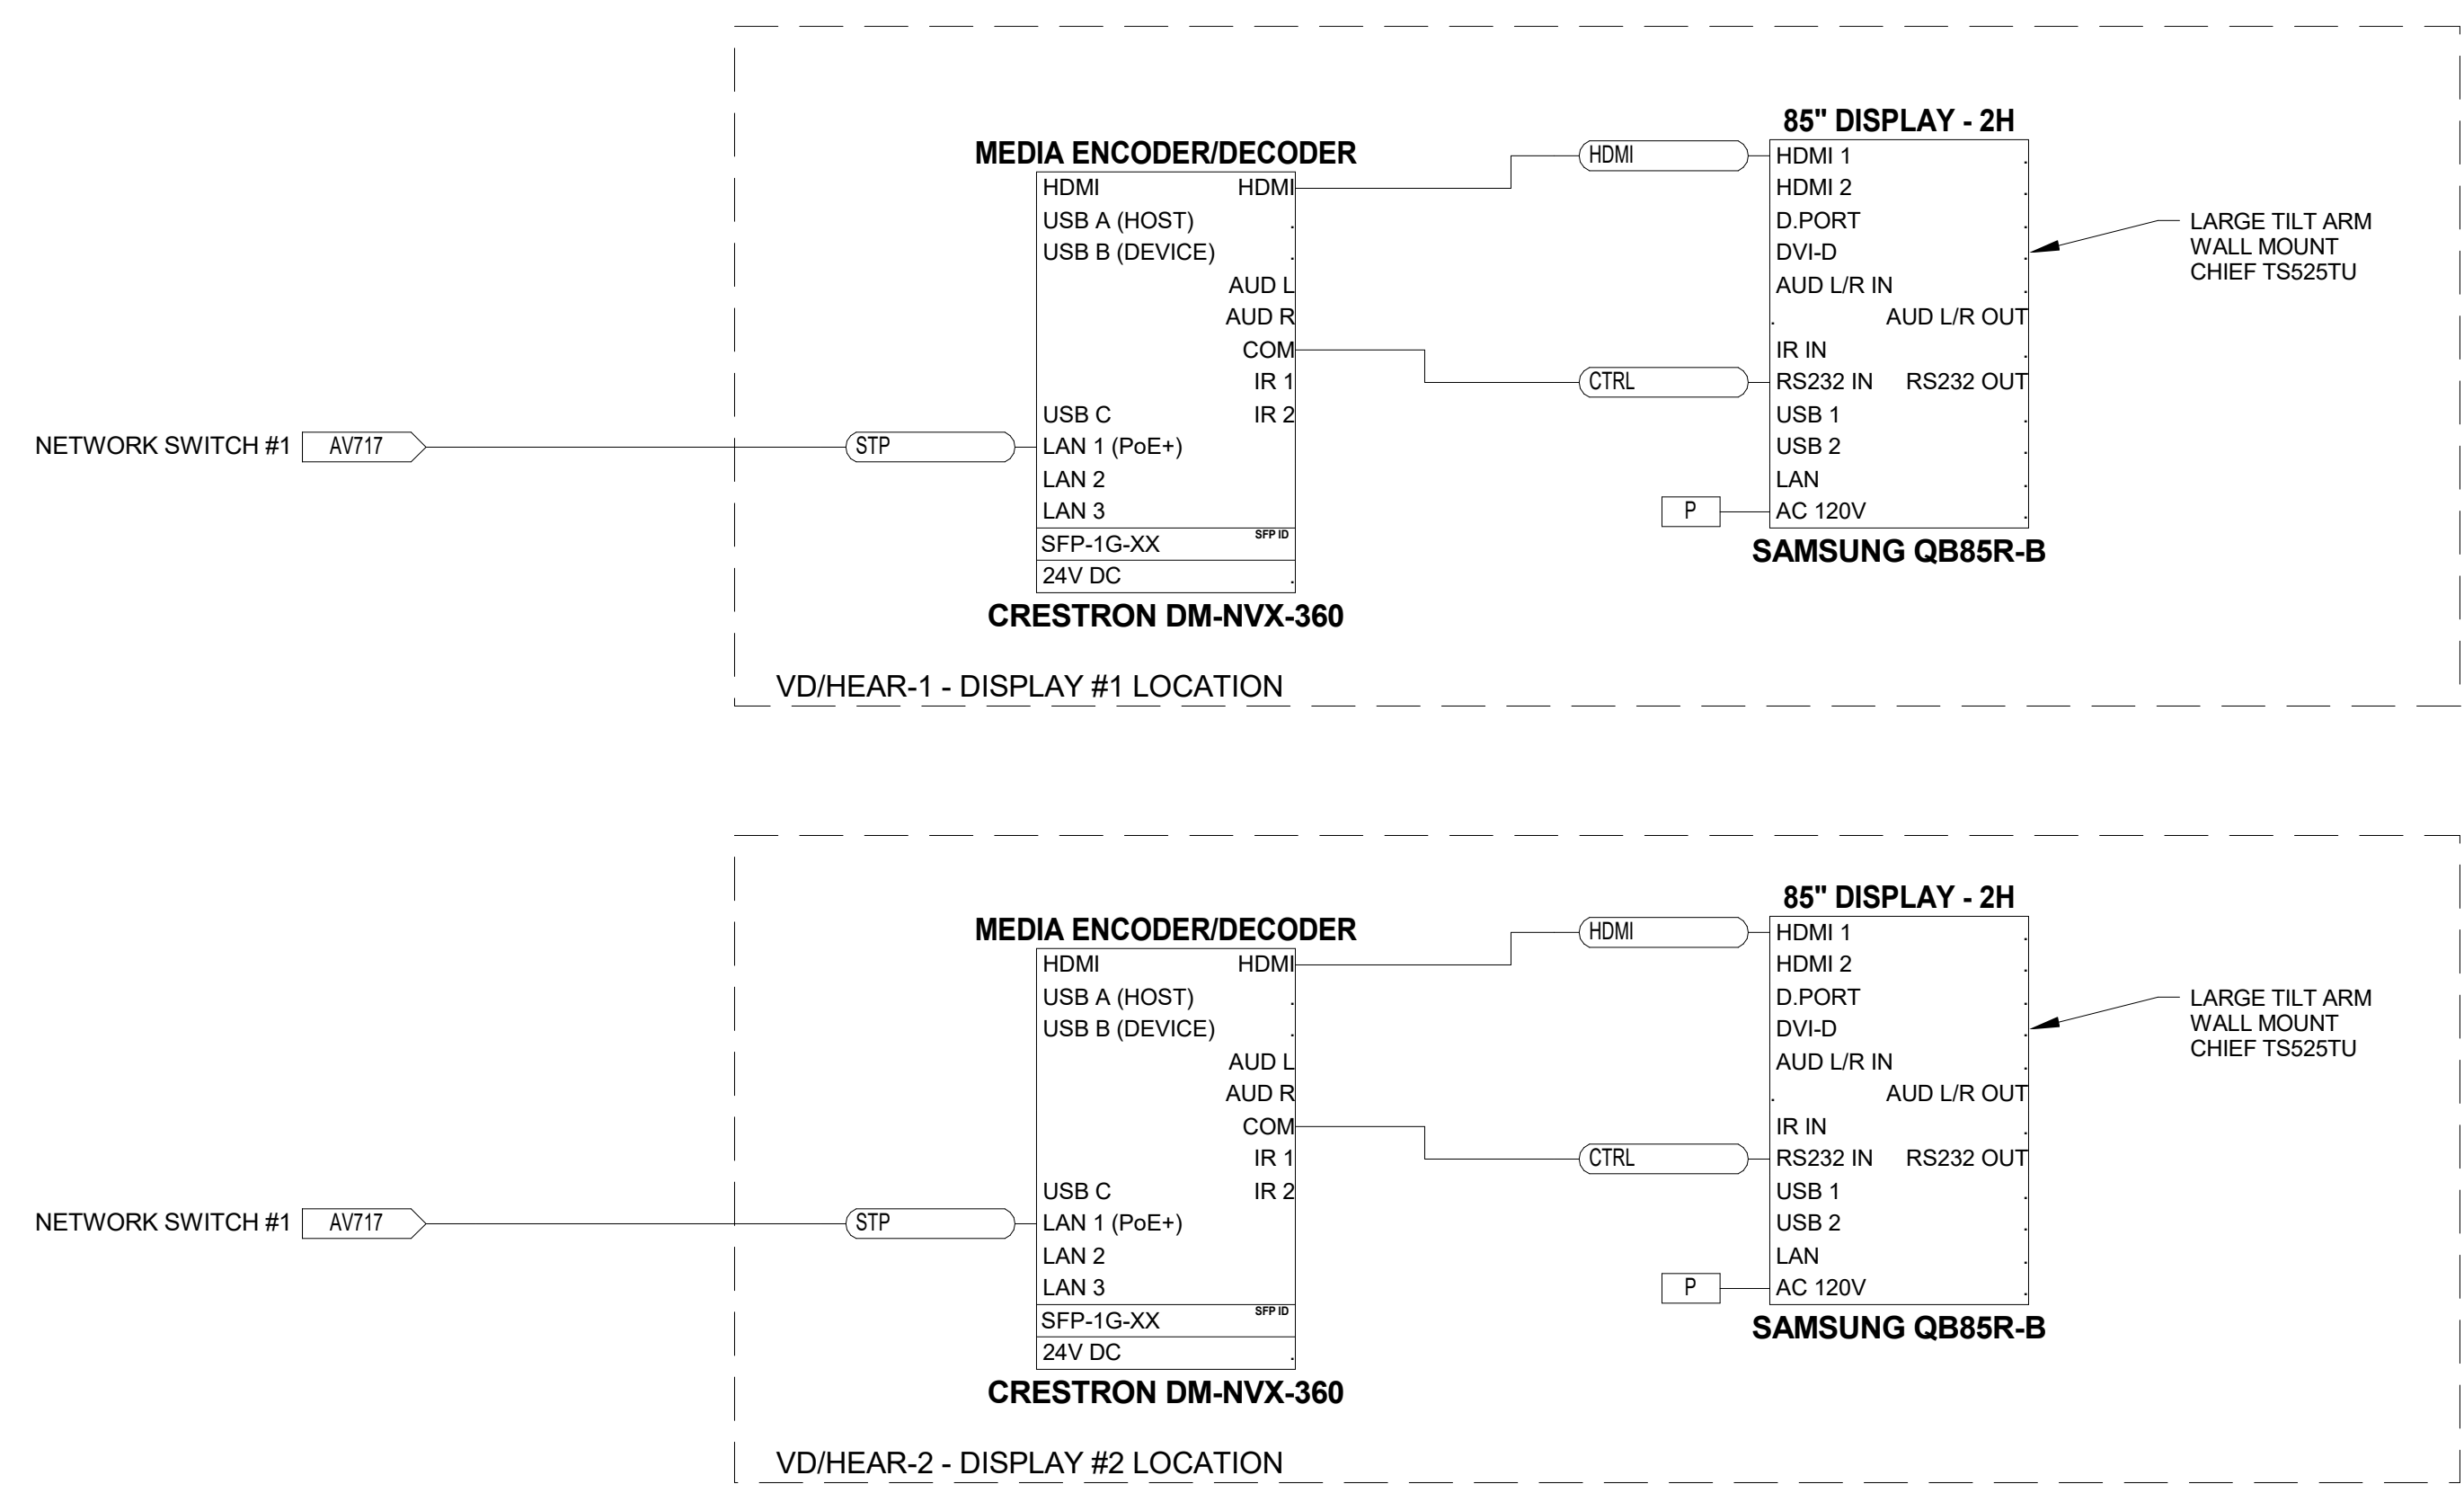 85" DISPLAY - 2H
MEDIA ENCODER/DECODER
HDMI
HDMI 1
HDMI HDMI
HDMI 2
USB A (HOST)
D.PORT
LARGE TILT ARM
WALL MOUNT
CHIEF TS525TU
USB B (DEVICE)
DVI-D
AUD L
AUD L/R IN
AUD R
AUD L/R OUT
COM
IR IN
IR 1
CTRL
RS232 IN RS232 OUT
USB C IR 2
USB 1
NETWORK SWITCH #1 AV717
STP
LAN 1 (PoE+)
USB 2
LAN 2
LAN
LAN 3
P
AC 120V
SFP-1G-XX SFP ID
SAMSUNG QB85R-B
24V DC
CRESTRON DM-NVX-360
VD/HEAR-1 - DISPLAY #1 LOCATION
85" DISPLAY - 2H
MEDIA ENCODER/DECODER
HDMI
HDMI 1
HDMI HDMI
HDMI 2
USB A (HOST)
D.PORT
LARGE TILT ARM
WALL MOUNT
CHIEF TS525TU
USB B (DEVICE)
DVI-D
AUD L
AUD L/R IN
AUD R
AUD L/R OUT
COM
IR IN
IR 1
CTRL
RS232 IN RS232 OUT
USB C IR 2
USB 1
NETWORK SWITCH #1 AV717
STP
LAN 1 (PoE+)
USB 2
LAN 2
LAN
LAN 3
P
AC 120V
SFP-1G-XX SFP ID
SAMSUNG QB85R-B
24V DC
CRESTRON DM-NVX-360
VD/HEAR-2 - DISPLAY #2 LOCATION